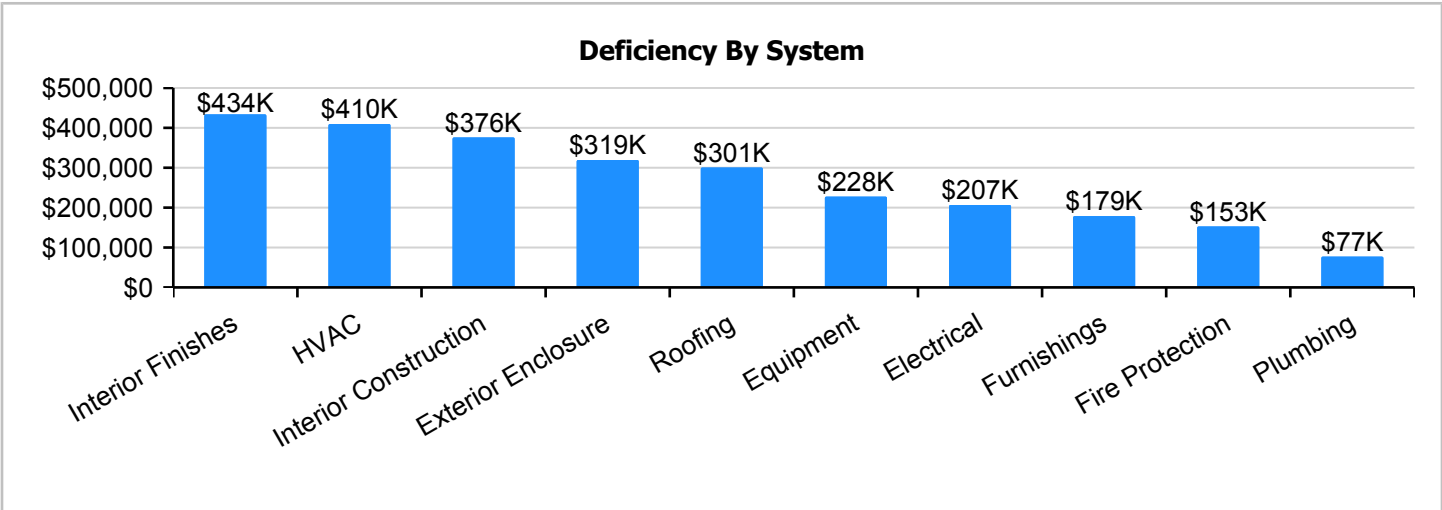 Deficiency By System
$500,000
$400,000
$300,000
$200,000
$100,000
$0
$434K
$410K
$376K
$319K
$301K
$228K
$207K
$179K
$153K
$77K
Interior Finishes
HVAC
Interior Construction
Exterior Enclosure
Roofing
Equipment
Electrical
Furnishings
Fire Protection
Plumbing